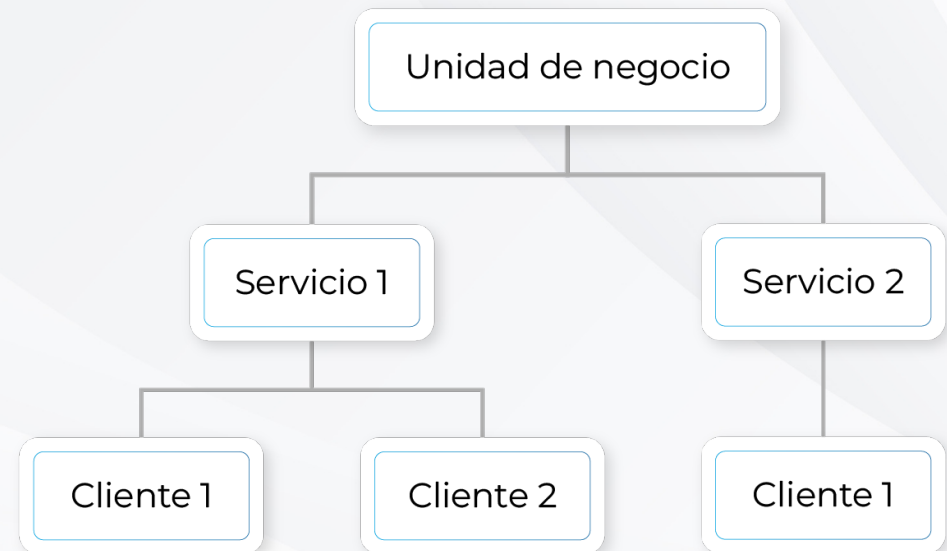 Unidad de negocio
Servicio 1
Servicio 2
Cliente 1
Cliente 2
Cliente 1